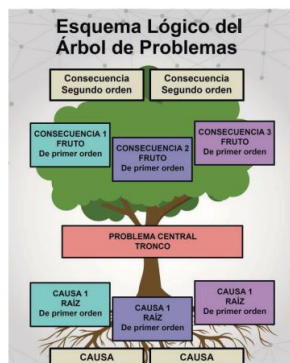 Esquema Lógico del
Árbol de Problemas
Consecuencia
Segundo orden
Consecuencia
Segundo orden
CONSECUENCIA 1
FRUTO
De primer orden
CONSECUENCIA 2
FRUTO
De primer orden
CONSECUENCIA 3
FRUTO
De primer orden
PROBLEMA CENTRAL
TRONCO
CAUSA 1
RAÍZ
De primer orden
CAUSA 1
RAÍZ
De primer orden
CAUSA 1
RAÍZ
De primer orden
CAUSA
CAUSA